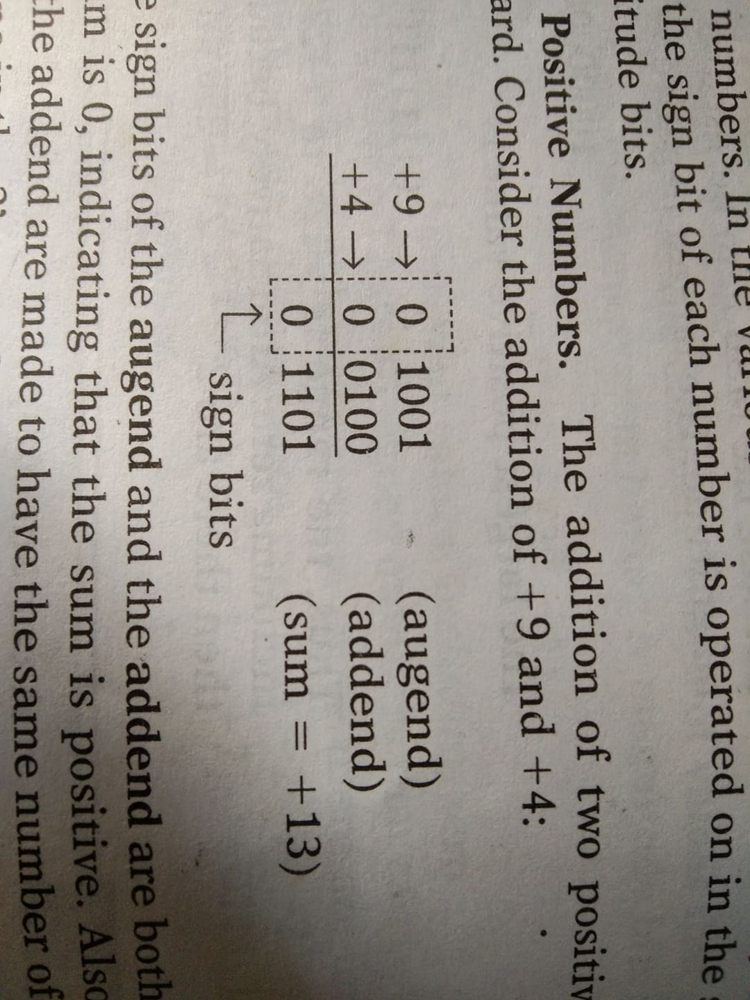 numbers. In the
the sign bit of each number is operated on in the
itude bits.
Positive Numbers. The addition of two positiv
ard. Consider the addition of +9 and +4:
+9 → 0 1001 (augend)
+4 → 0 0100 (addend)
0 1101 (sum = +13)
sign bits
e sign bits of the augend and the addend are both
m is 0, indicating that the sum is positive. Also
the addend are made to have the same number of